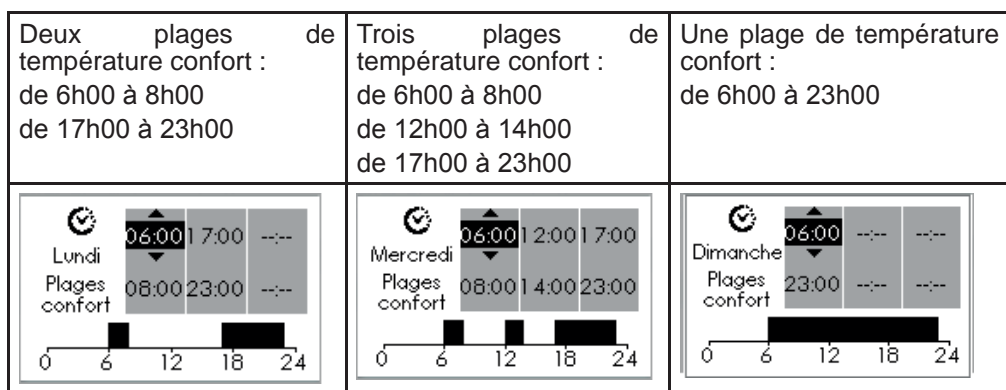 Deux plages de
température confort :
de 6h00 à 8h00
de 17h00 à 23h00
Trois plages de
température confort :
de 6h00 à 8h00
de 12h00 à 14h00
de 17h00 à 23h00
Une plage de température
confort :
de 6h00 à 23h00
06:00 17:00 --:--
Lundi
Plages
confort
08:00 23:00 --:--
0 6 12 18 24
06:00 12:00 17:00
Mercredi
Plages
confort
08:00 14:00 23:00
0 6 12 18 24
06:00 --:-- --:--
Dimanche
Plages
confort
23:00 --:-- --:--
0 6 12 18 24